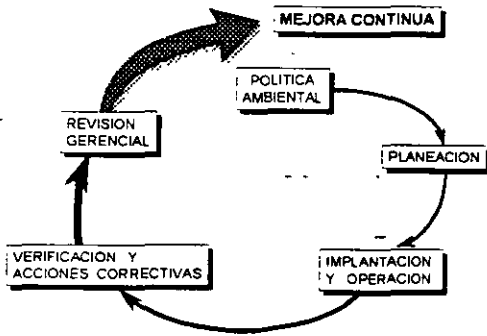 MEJORA CONTINUA
POLITICA
AMBIENTAL
PLANEACION
IMPLANTACION
Y OPERACION
VERIFICACION Y
ACCIONES CORRECTIVAS
REVISION
GERENCIAL